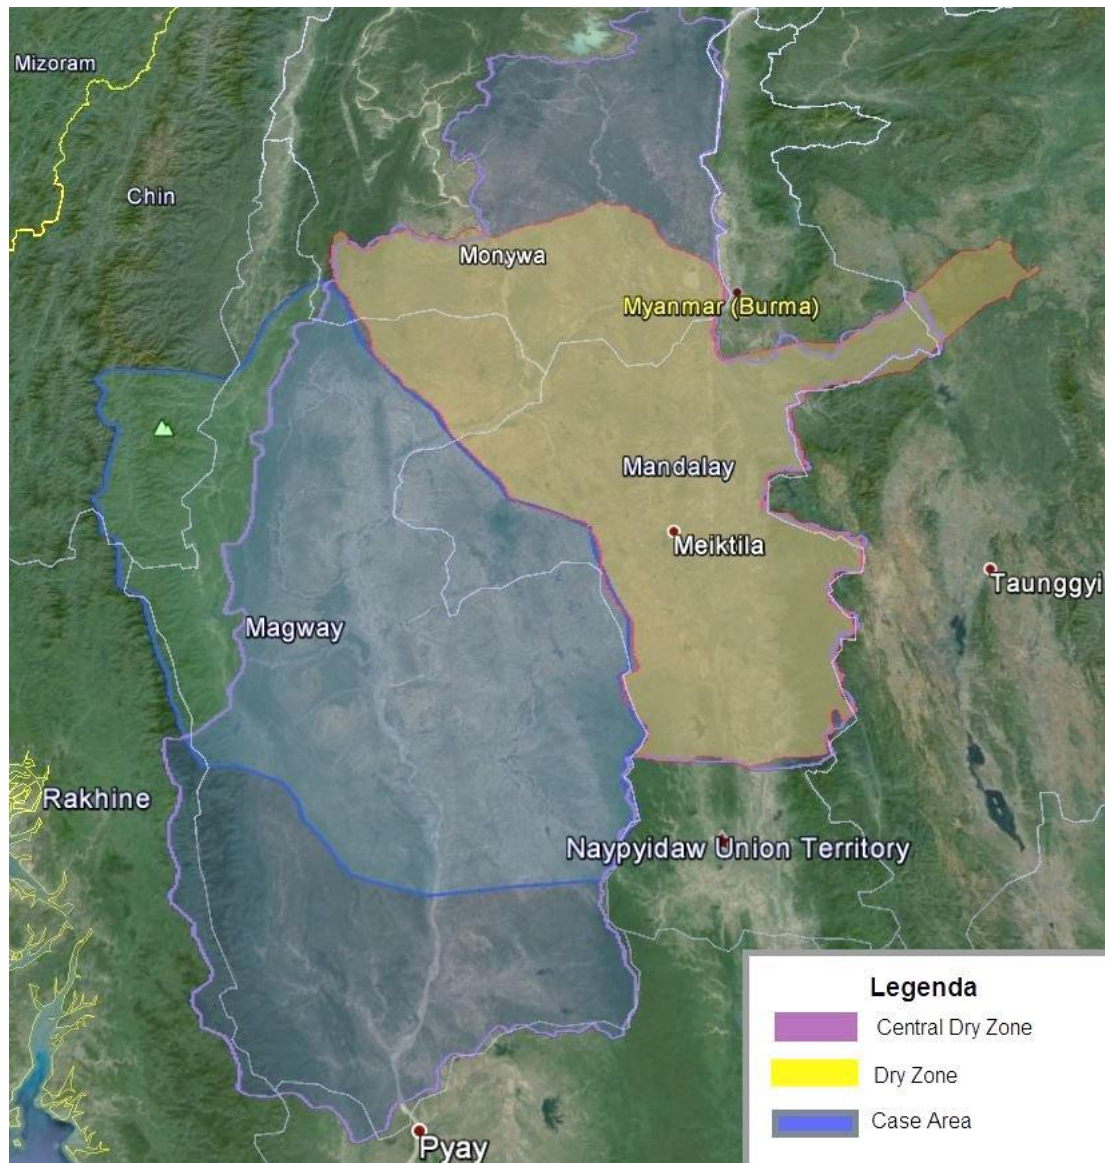 Mizoram
Chin
Monywa
Myanmar (Burma)
Mandalay
Meiktila
Taunggyi
Magway
Rakhine
Naypyidaw Union Territory
Pyay
Legenda
Central Dry Zone
Dry Zone
Case Area